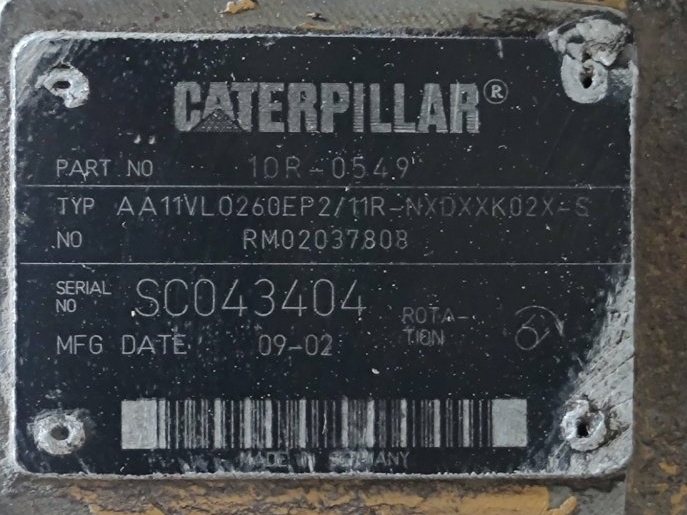 CATERPILLAR®
PART NO 10R-0549
TYP AA11VLO260EP2/11R-NXDXXK02X-S
NO RM02037808
SERIAL NO SC043404
ROTA-
TION
MFG DATE 09-02
MADE IN GERMANY